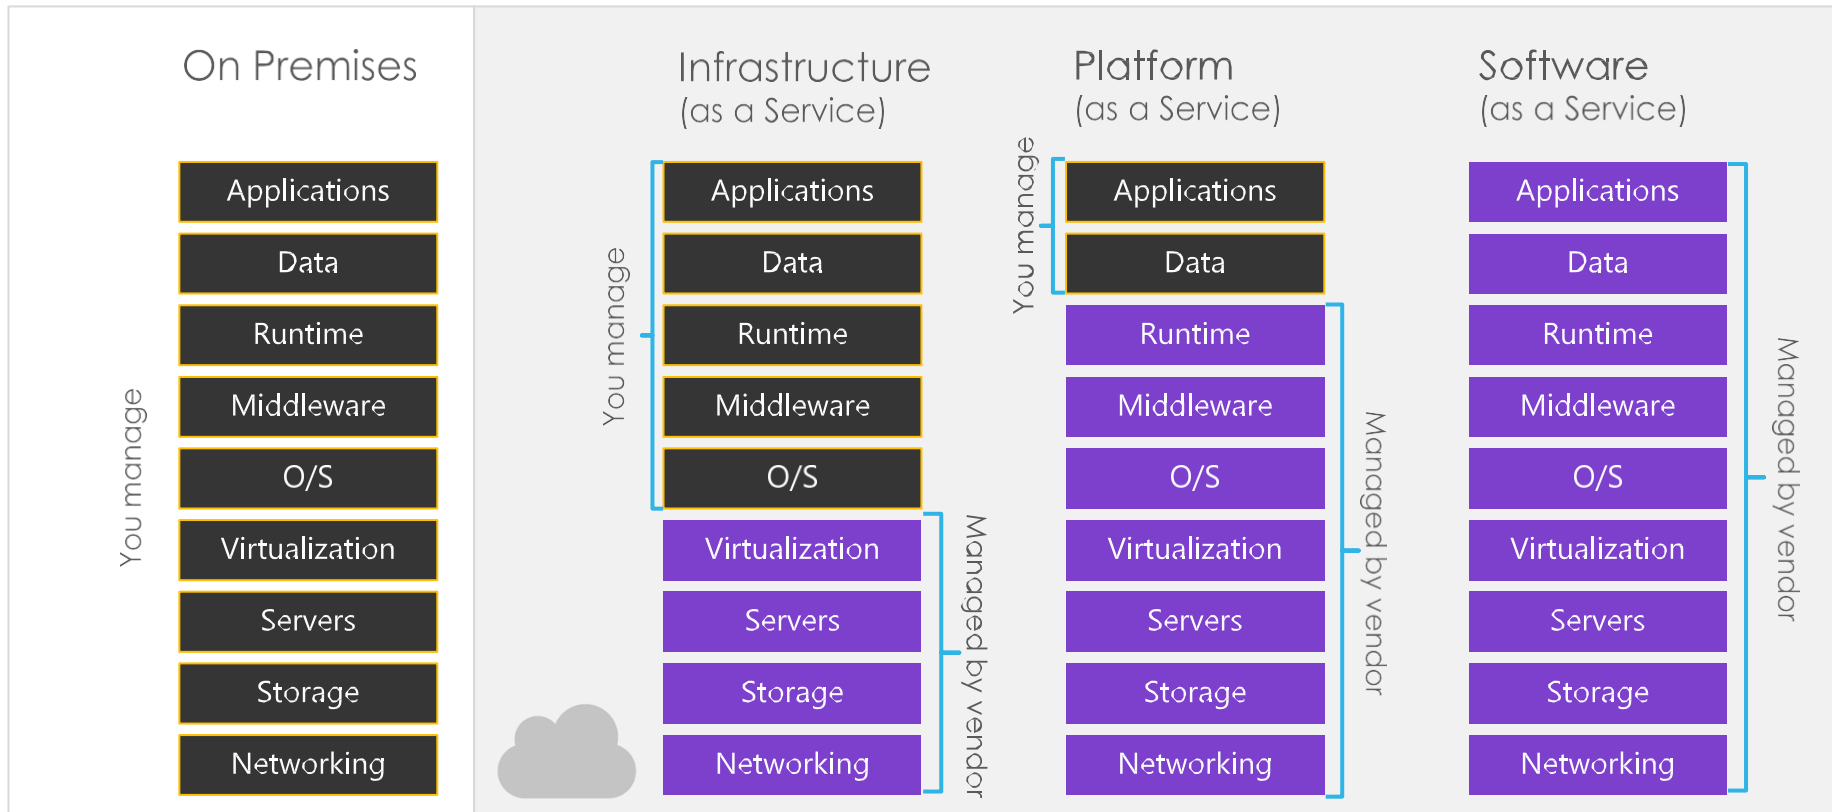 On Premises
You manage
Applications
Data
Runtime
Middleware
O/S
Virtualization
Servers
Storage
Networking
Infrastructure
(as a Service)
You manage
Applications
Data
Runtime
Middleware
O/S
Virtualization
Servers
Storage
Networking
Managed by vendor
Platform
(as a Service)
You manage
Applications
Data
Runtime
Middleware
O/S
Virtualization
Servers
Storage
Networking
Managed by vendor
Software
(as a Service)
Applications
Data
Runtime
Middleware
O/S
Virtualization
Servers
Storage
Networking
Managed by vendor